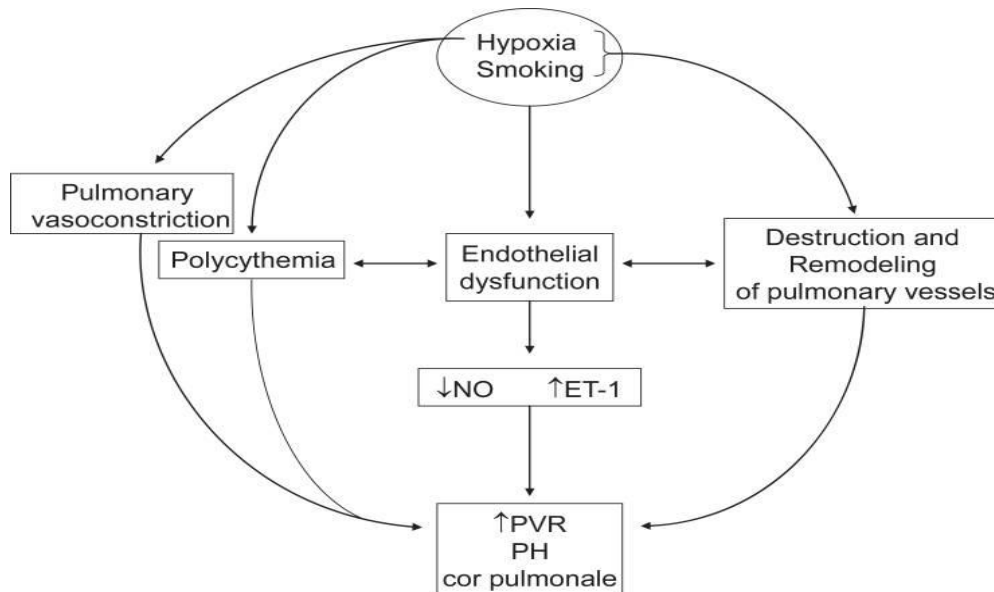 Hypoxia
Smoking
Pulmonary
vasoconstriction
Polycythemia
Endothelial
dysfunction
Destruction and
Remodeling
of pulmonary vessels
↓NO ↑ET-1
↑PVR
PH
cor pulmonale